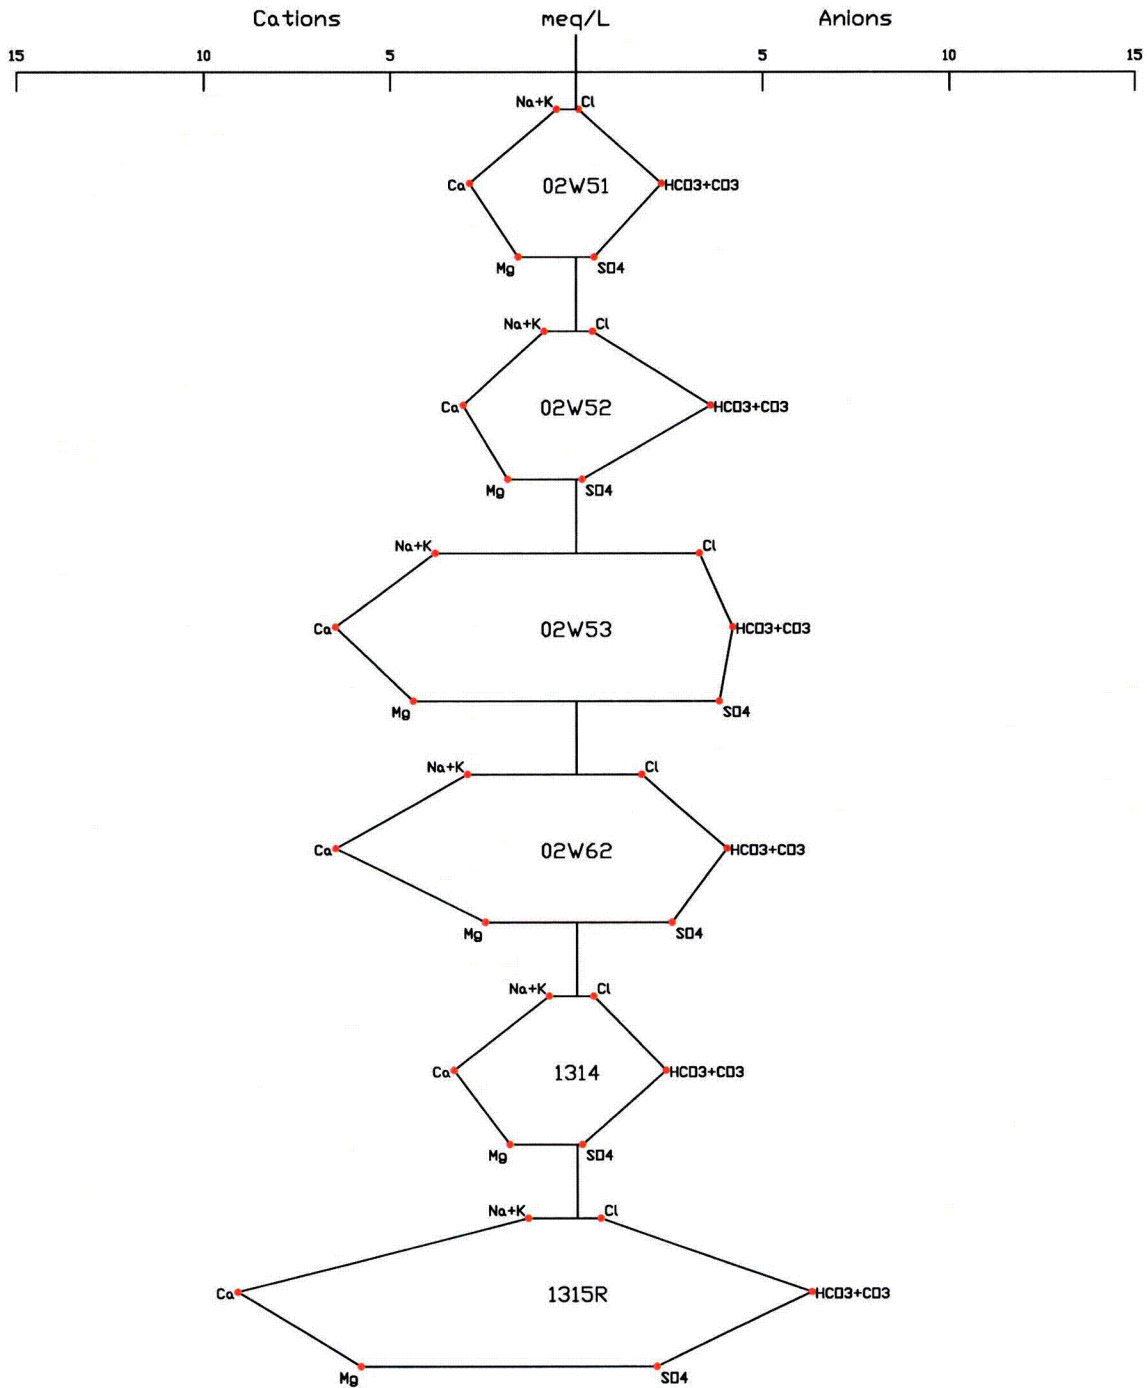 Cations meq/L Anions
15 10 5 5 10 15
Na+K Cl
Ca 02W51 HCO3+CO3
Mg SO4
Na+K Cl
Ca 02W52 HCO3+CO3
Mg SO4
Na+K Cl
Ca 02W53 HCO3+CO3
Mg SO4
Na+K Cl
Ca 02W62 HCO3+CO3
Mg SO4
Na+K Cl
Ca 1314 HCO3+CO3
Mg SO4
Na+K Cl
Ca 1315R HCO3+CO3
Mg SO4